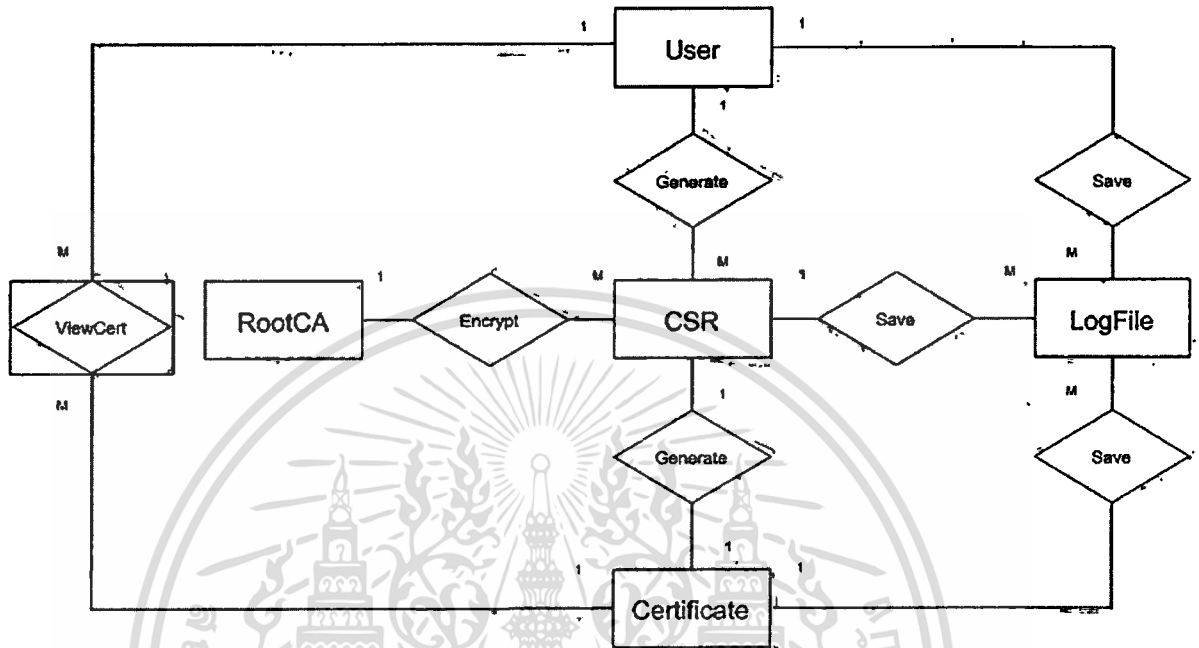 1
1
User
1
Generate
Save
M
M
M
1
M
1
M
ViewCert
RootCA
Encrypt
CSR
Save
LogFile
M
1
M
Generate
Save
1
1
1
Certificate